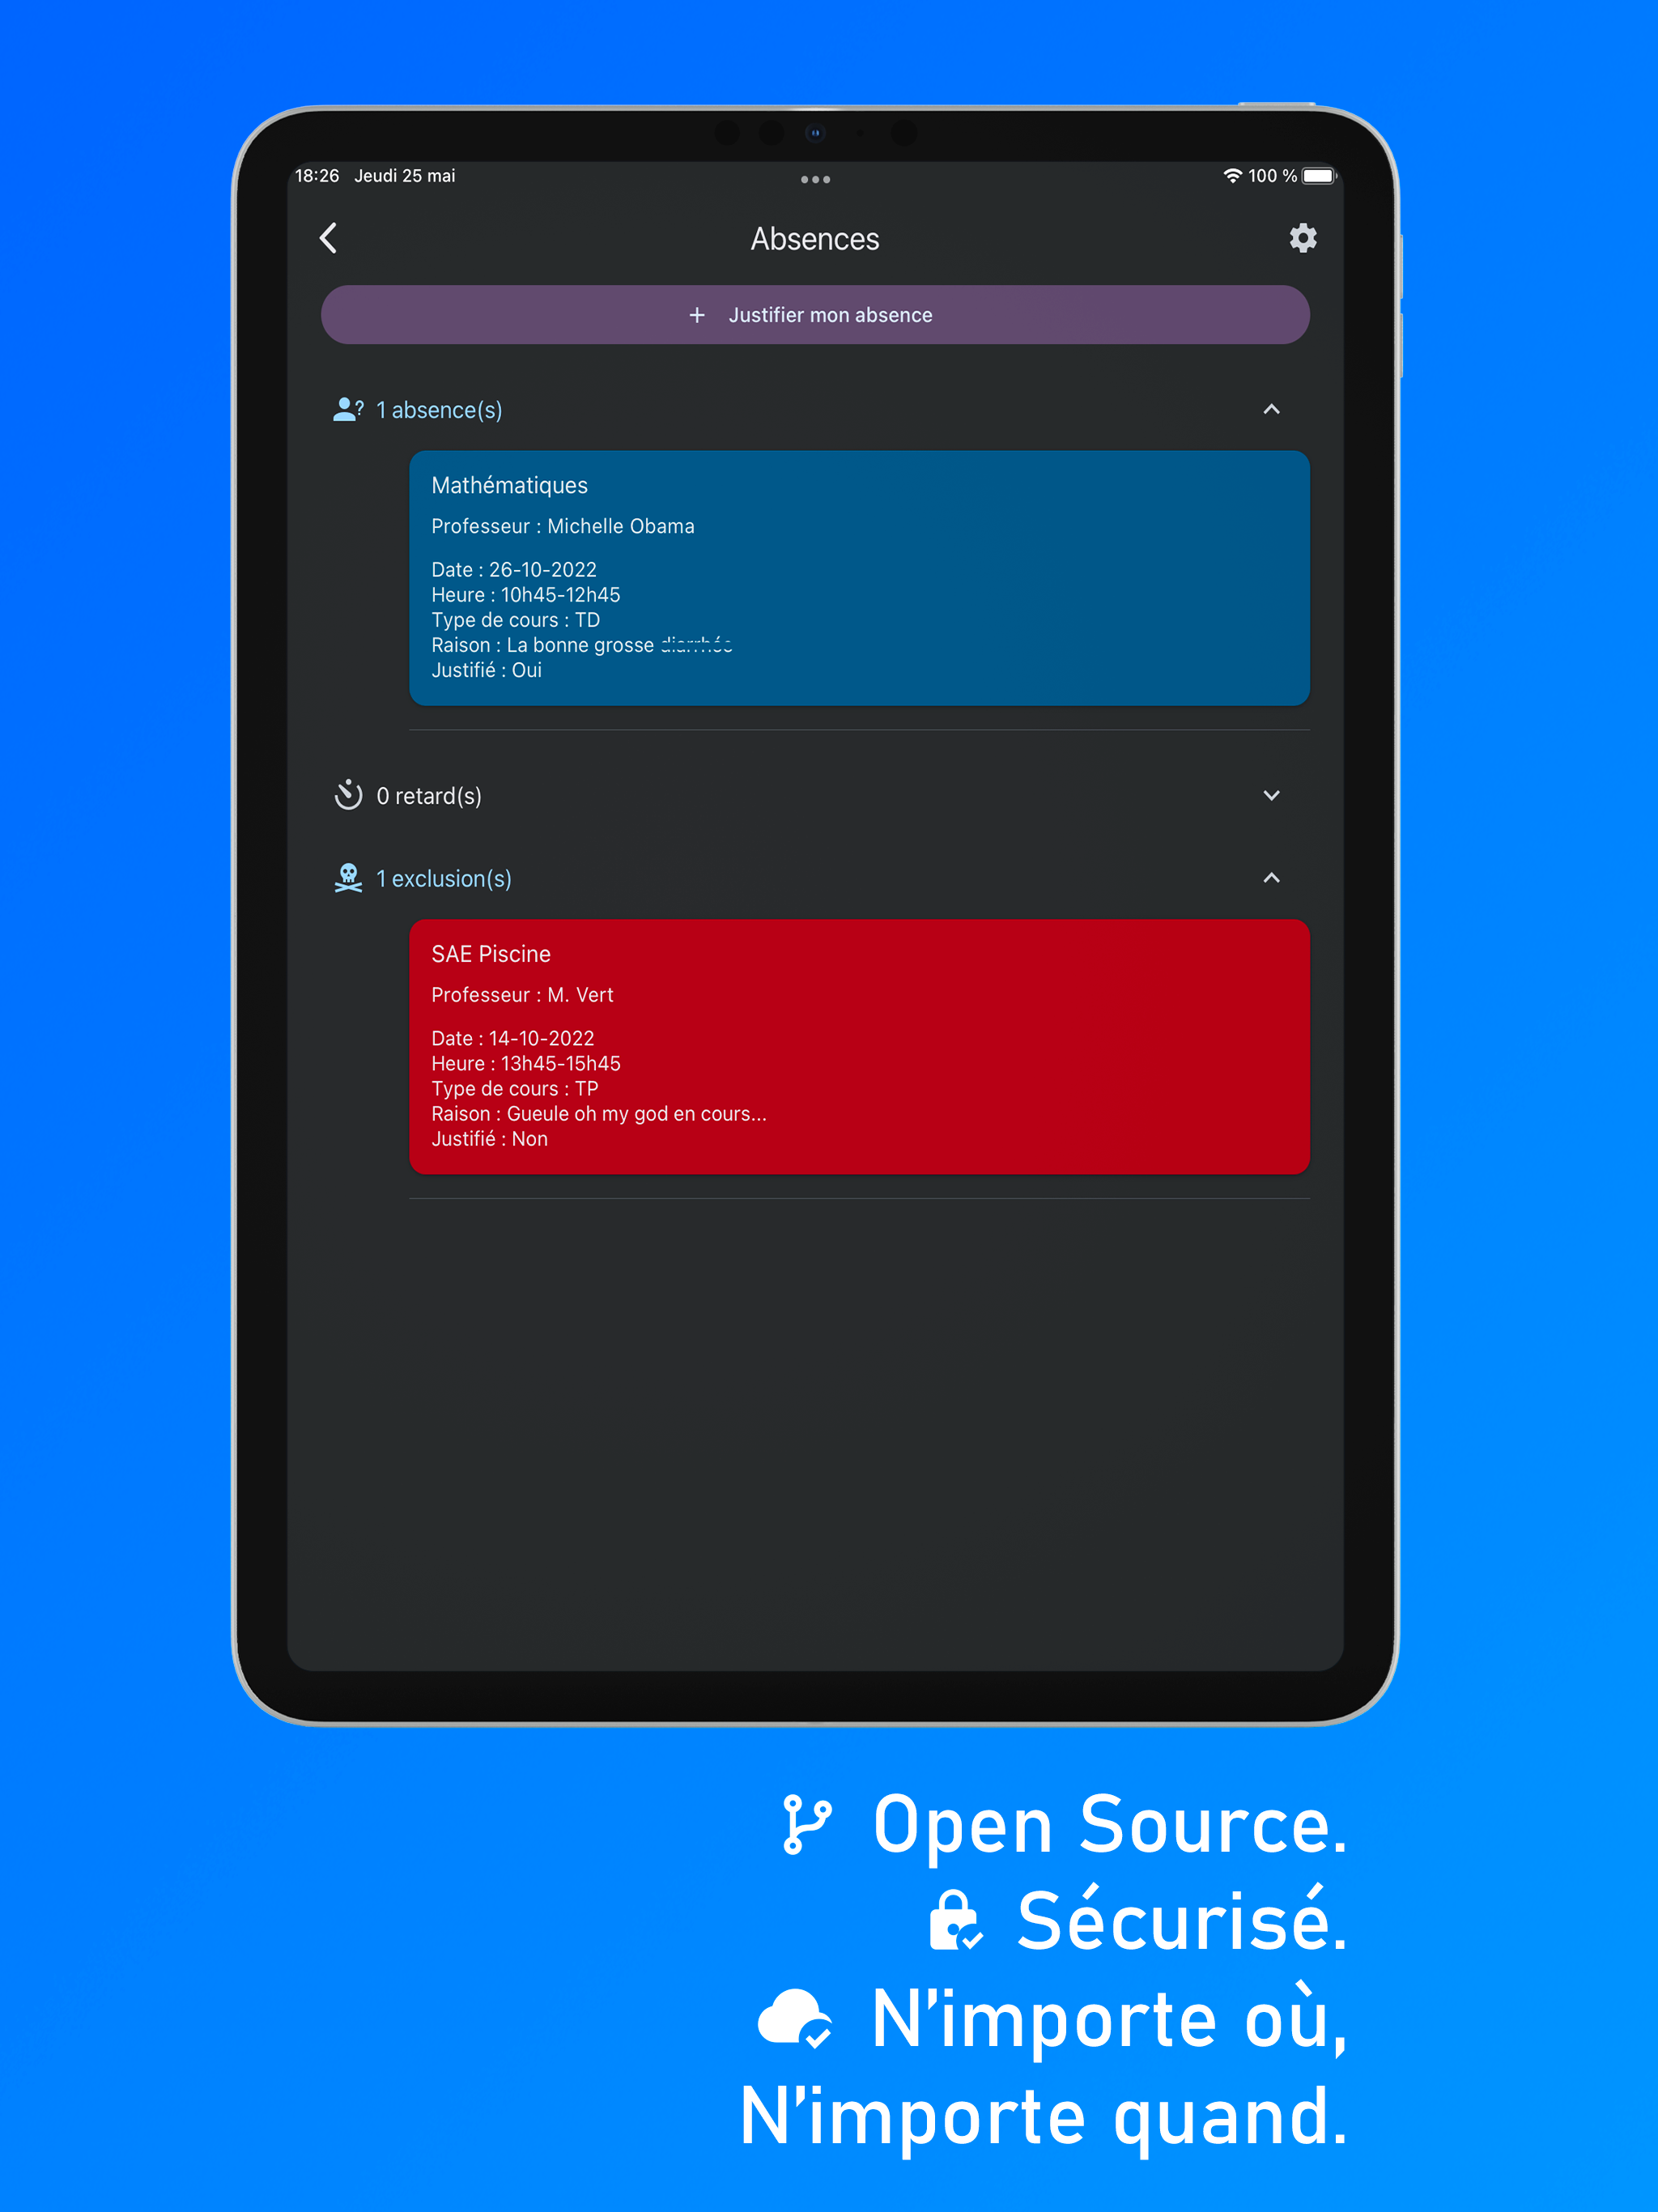 18:26 Jeudi 25 mai
100 %
Absences
+ Justifier mon absence
1 absence(s)
Mathématiques
Professeur : Michelle Obama
Date : 26-10-2022
Heure : 10h45-12h45
Type de cours : TD
Raison : La bonne grosse
Justifié : Oui
0 retard(s)
1 exclusion(s)
SAE Piscine
Professeur : M. Vert
Date : 14-10-2022
Heure : 13h45-15h45
Type de cours : TP
Raison : Gueule oh my god en cours...
Justifié : Non
Open Source.
Sécurisé.
N'importe où,
N'importe quand.